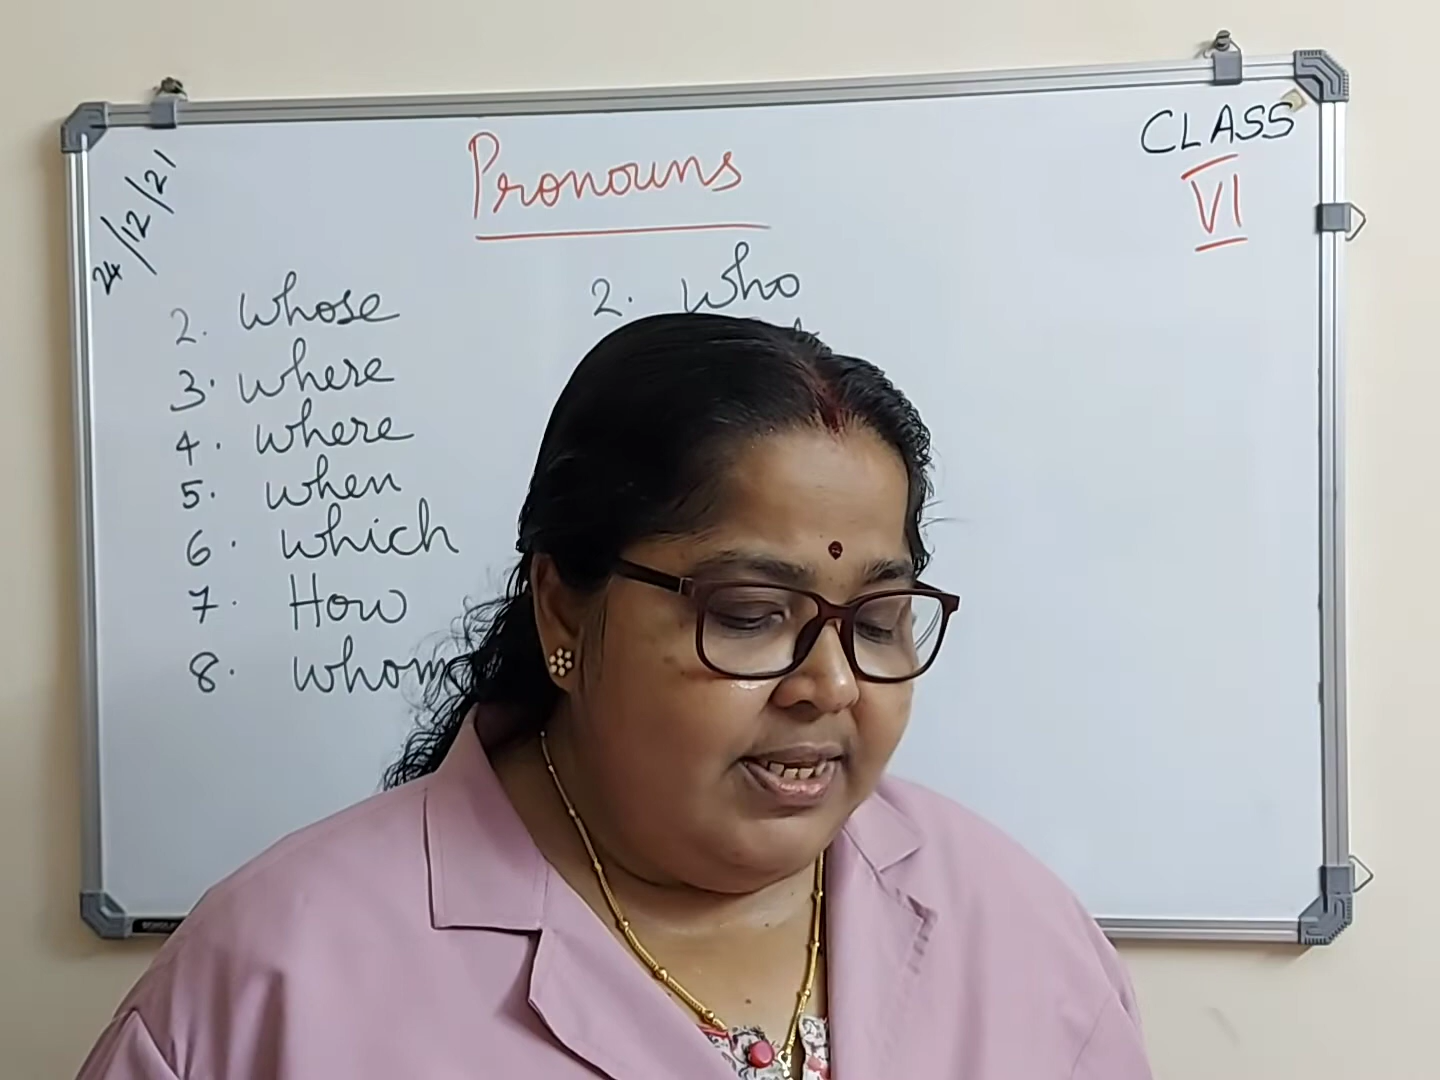 24/12/21
Pronouns
CLASS
VI
2. Whose
3. where
4. where
5. when
6. which
7. How
8. whom
2. Who